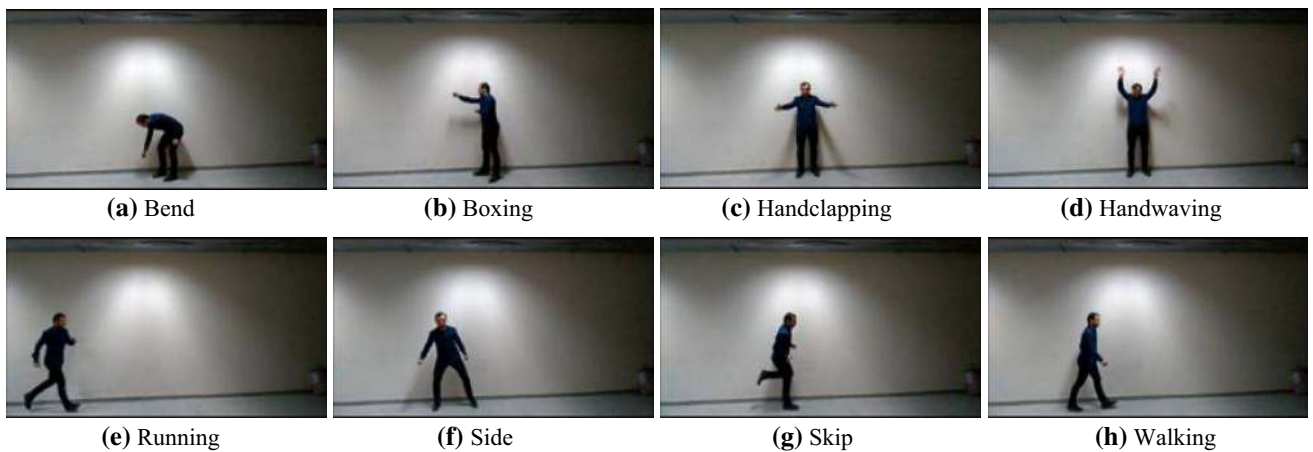 (a) Bend
(b) Boxing
(c) Handclapping
(d) Handwaving
(e) Running
(f) Side
(g) Skip
(h) Walking